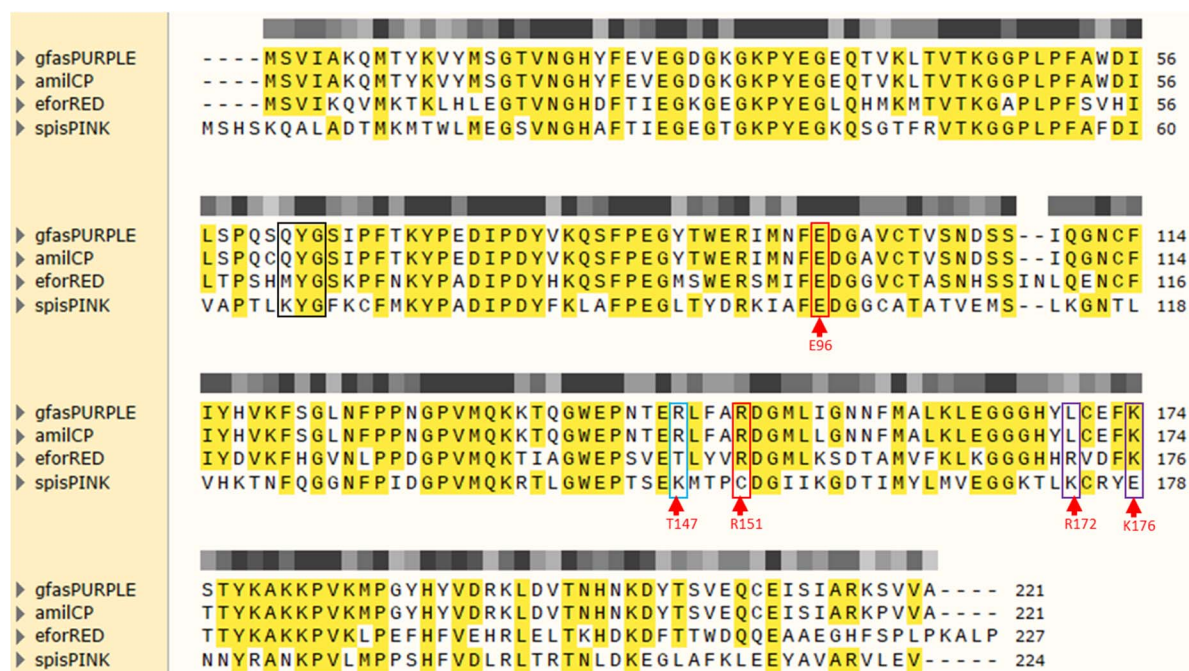 gfasPURPLE ----MSVIAKQMTYKVYMSGTVNGHYFEVEGDGKGKPYEGEQTVKLTVTKGGPLPFAWDI 56
amilCP ----MSVIAKQMTYKVYMSGTVNGHYFEVEGDGKGKPYEGEQTVKLTVTKGGPLPFAWDI 56
eforRED ----MSVIKQVMKTKLHLEGTVNGHDFTIEGKGEGKPYEGLQHMKMTVTKGAPLPFSVHI 56
spisPINK MSHSKQALADTMKMTWLMEGSVNGHAFTIEGEGTGKPYEGKQSGTFRVTKGGPLPFAFDI 60
gfasPURPLE LSPQSQYGSIPFTKYPEDIPDYVKQSFPEGYTWERIMNFEDGAVCTVSNDSS--IQGNCF 114
amilCP LSPQCQYGSIPFTKYPEDIPDYVKQSFPEGYTWERIMNFEDGAVCTVSNDSS--IQGNCF 114
eforRED LTPSHMYGSKPFNKYPADIPDYHKQSFPEGMSWERSMIFEDGGVCTASNHSSINLQENCF 116
spisPINK VAPTLKYGFKCFMKYPADIPDYFKLAFPEGLTYDRKIAFEDGGCATATVEMS--LKGNTL 118
E96
gfasPURPLE IYHVKFSGLNFPPNGPVMQKKTQGWEPNTERLFARDGMLIGNNFMALKLEGGGHYLCEFK 174
amilCP IYHVKFSGLNFPPNGPVMQKKTQGWEPNTERLFARDGMLLGNNFMALKLEGGGHYLCEFK 174
eforRED IYDVKFHGVNLPPDGPVMQKTIAGWEPSVETLYVRDGMLKSDTAMVFKLKGGGHHRVDFK 176
spisPINK VHKTNFQGGNFPIDGPVMQKRTLGWEPTSEKMTPCDGIIKGDTIMYLMVEGGKTLKCRYE 178
T147 R151 R172 K176
gfasPURPLE STYKAKKPVKMPGYHYVDRKLDVTNHNKDYTSVEQCEISIARKSVVA---- 221
amilCP TTYKAKKPVKMPGYHYVDRKLDVTNHNKDYTSVEQCEISIARKPVVA---- 221
eforRED TTYKAKKPVKLPEFHFVEHRLELTKHDKDFTTWDQQEAAEGHFSPLPKALP 227
spisPINK NNYRANKPVLMPPSHFVDLRLTRTNLDKEGLAFKLEEYAVARVLEV----- 224